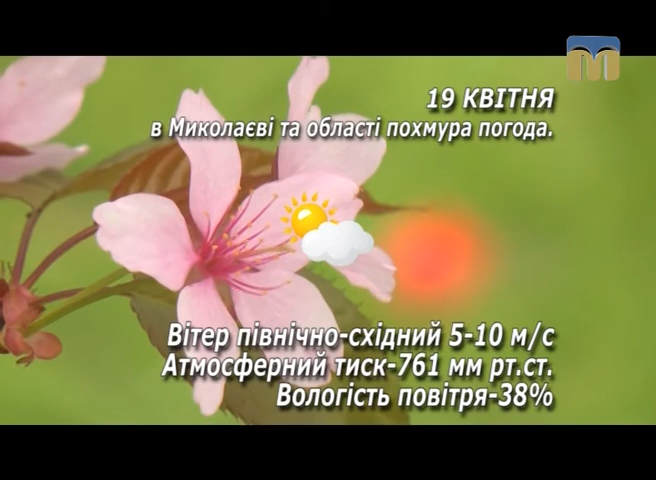 19 КВІТНЯ
в Миколаєві та області похмура погода.
Вітер північно-східний 5-10 м/с
Атмосферний тиск-761 мм рт.ст.
Вологість повітря-38%